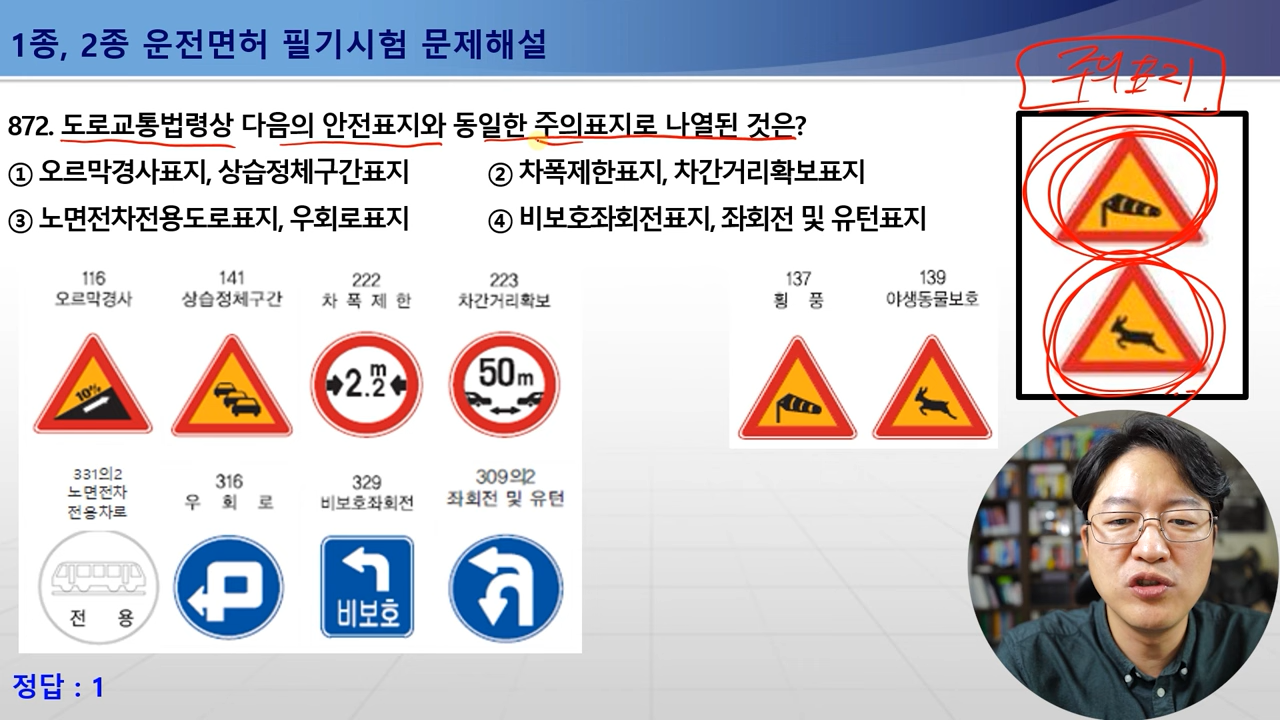 1종, 2종 운전면허 필기시험 문제해설
주의표지
872. 도로교통법령상 다음의 안전표지와 동일한 주의표지로 나열된 것은?
① 오르막경사표지, 상습정체구간표지
② 차폭제한표지, 차간거리확보표지
③ 노면전차전용도로표지, 우회로표지
④ 비보호좌회전표지, 좌회전 및 유턴표지
116
오르막경사
141
상습정체구간
222
차 폭 제 한
223
차간거리확보
137
횡 풍
139
야생동물보호
10%
2.2m
50m
331의2
노면전차
전용차로
316
우 회 로
329
비보호좌회전
309의2
좌회전 및 유턴
전 용
비보호
정답 : 1